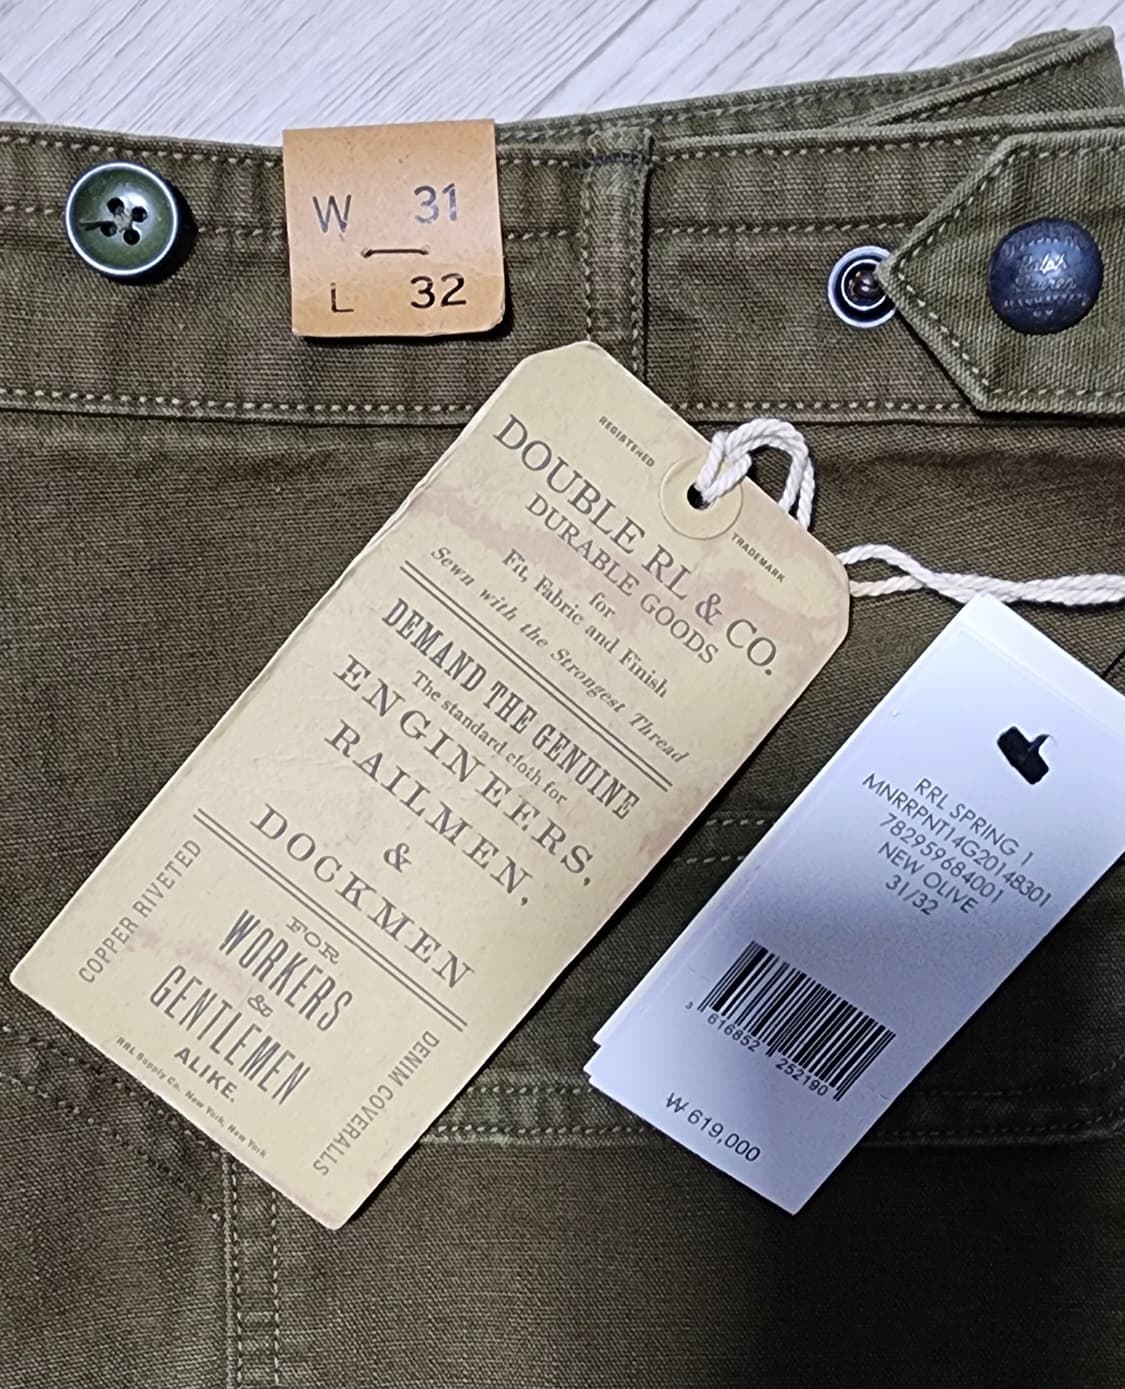 W 31
L 32
Ralph
Lauren
REGISTERED
TRADEMARK
DOUBLE RL & CO.
DURABLE GOODS
for
Fit, Fabric and Finish
Sewn with the Strongest Thread
DEMAND THE GENUINE
The standard cloth for
ENGINEERS,
RAILMEN,
&
DOCKMEN
COPPER RIVETED
FOR
WORKERS
&
GENTLEMEN
ALIKE.
DENIM COVERALLS
RRL Supply Co. New York, New York
RRL SPRING 1
MNRRPNT14G20148301
782959684001
NEW OLIVE
31/32
3 616852 252190
₩ 619,000